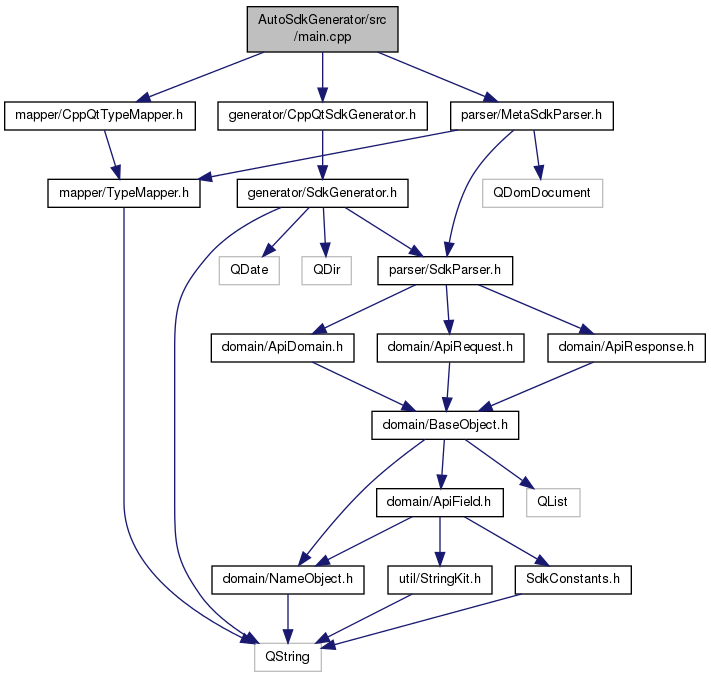 AutoSdkGenerator/src
/main.cpp
mapper/CppQtTypeMapper.h
generator/CppQtSdkGenerator.h
parser/MetaSdkParser.h
mapper/TypeMapper.h
generator/SdkGenerator.h
QDomDocument
QDate
QDir
parser/SdkParser.h
domain/ApiDomain.h
domain/ApiRequest.h
domain/ApiResponse.h
domain/BaseObject.h
domain/ApiField.h
QList
domain/NameObject.h
util/StringKit.h
SdkConstants.h
QString